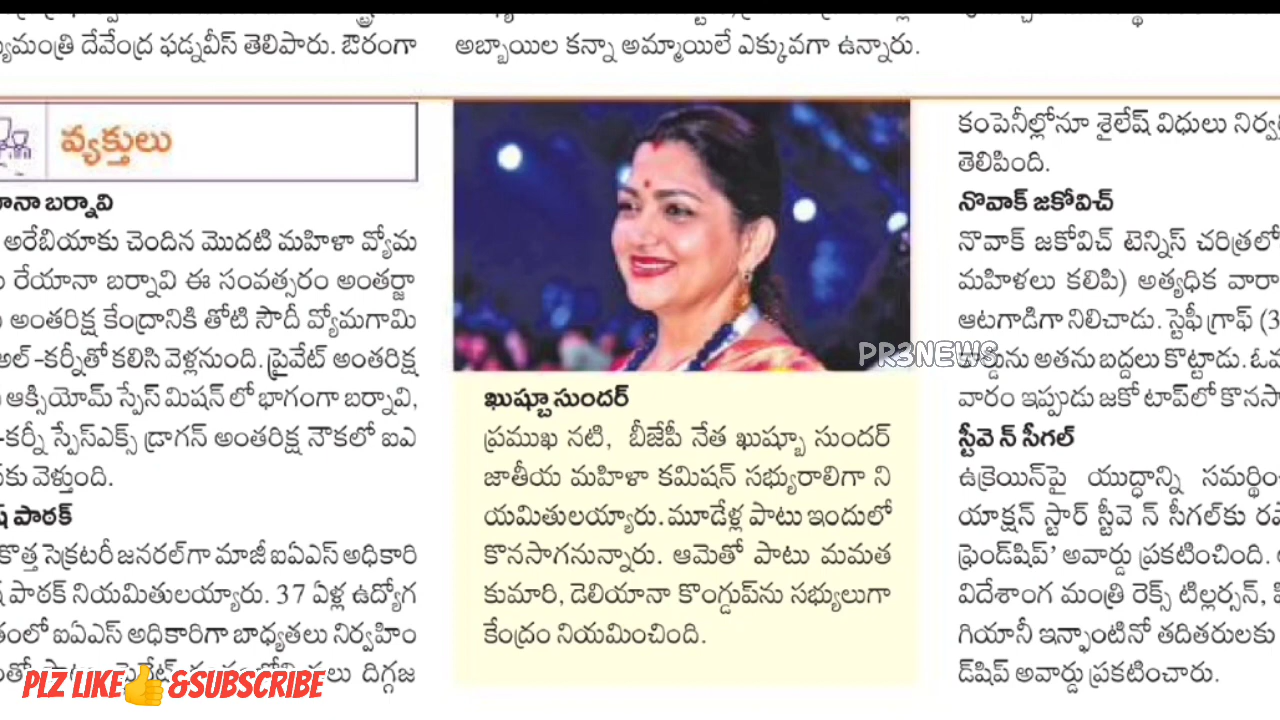 మంత్రి దేవేంద్ర ఫడ్నవీస్ తెలిపారు. ఔరంగా
వ్యక్తులు
బర్నావి
అరేబియాకు చెందిన మొదటి మహిళా వ్యోమ
రేయానా బర్నావి ఈ సంవత్సరం అంతర్జా
అంతరిక్ష కేంద్రానికి తోటి సౌదీ వ్యోమగామి
అల్-కర్నీతో కలిసి వెళ్లనుంది. ప్రైవేట్ అంతరిక్ష
ఆక్సియోమ్ స్పేస్ మిషన్ లో భాగంగా బర్నావి,
-కర్నీ స్పేస్ఎక్స్ డ్రాగన్ అంతరిక్ష నౌకలో ఐఎ
కు వెళ్తుంది.
పాఠక్
కొత్త సెక్రటరీ జనరల్‌గా మాజీ ఐఏఎస్ అధికారి
పాఠక్ నియమితులయ్యారు. 37 ఏళ్ల ఉద్యోగ
ఐఏఎస్ అధికారిగా బాధ్యతలు నిర్వహిం
దిగ్గజ
PLZ LIKE👍&SUBSCRIBE
అబ్బాయిల కన్నా అమ్మాయిలే ఎక్కువగా ఉన్నారు.
ఖుష్బూ సుందర్
ప్రముఖ నటి, బీజేపీ నేత ఖుష్బూ సుందర్
జాతీయ మహిళా కమిషన్ సభ్యురాలిగా ని
యమితులయ్యారు. మూడేళ్ల పాటు ఇందులో
కొనసాగనున్నారు. ఆమెతో పాటు మమత
కుమారి, డెలియానా కొంగ్డుప్‌ను సభ్యులుగా
కేంద్రం నియమించింది.
PR3NEWS
కంపెనీల్లోనూ శైలేష్ విధులు
తెలిపింది.
నొవాక్ జకోవిచ్
నొవాక్ జకోవిచ్ టెన్నిస్ చరిత్రలో
మహిళలు కలిపి) అత్యధిక వారా
ఆటగాడిగా నిలిచాడు. స్టెఫీగ్రాఫ్ (3
అతను బద్దలు కొట్టాడు.
వారం ఇప్పుడు జకో టాప్‌లో
స్టీవె న్ సీగల్
ఉక్రెయిన్‌పై యుద్ధాన్ని
యాక్షన్ స్టార్ స్టీవె న్ సీగల్‌కు
ఫ్రెండ్‌షిప్' అవార్డు ప్రకటించింది.
విదేశాంగ మంత్రి రెక్స్ టిల్లర్సన్,
గియానీ ఇన్ఫాంటినో తదితరులకు
డ్‌షిప్ అవార్డు ప్రకటించారు.